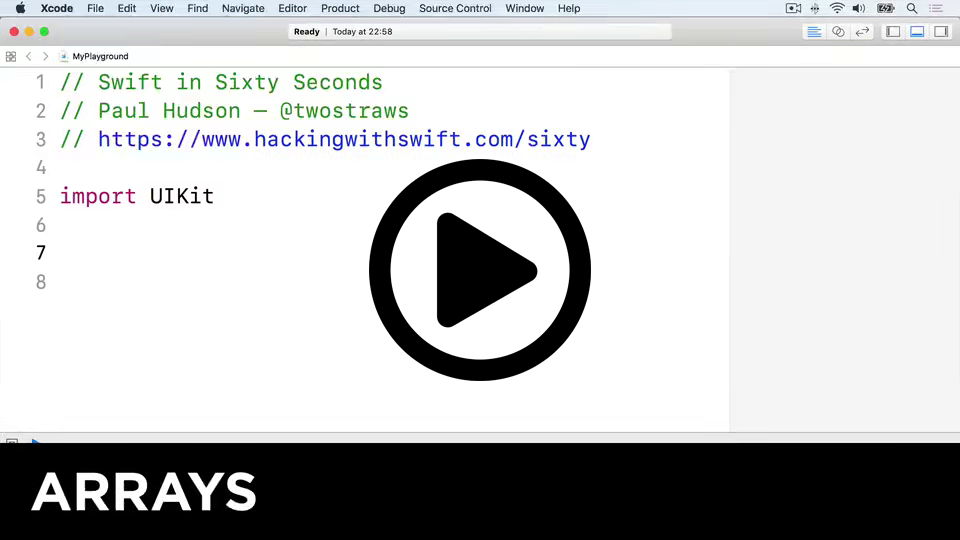 Xcode File Edit View Find Navigate Editor Product Debug Source Control Window Help
Ready | Today at 22:58
MyPlayground
1 // Swift in Sixty Seconds
2 // Paul Hudson — @twostraws
3 // https://www.hackingwithswift.com/sixty
4
5 import UIKit
6
7
8
ARRAYS